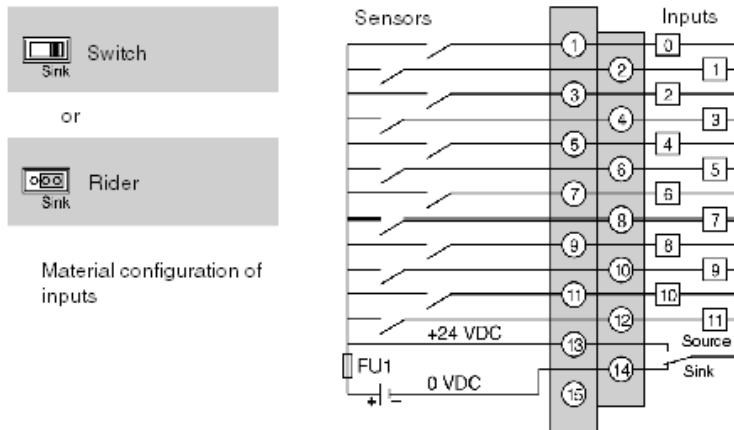 Switch
Sink
or
Rider
Sink
Material configuration of
inputs
Sensors
Inputs
1
0
2
1
3
2
4
3
5
4
6
5
7
6
8
7
9
8
10
9
11
10
12
11
+24 VDC
13
Source
FU1
0 VDC
14
Sink
+
–
15